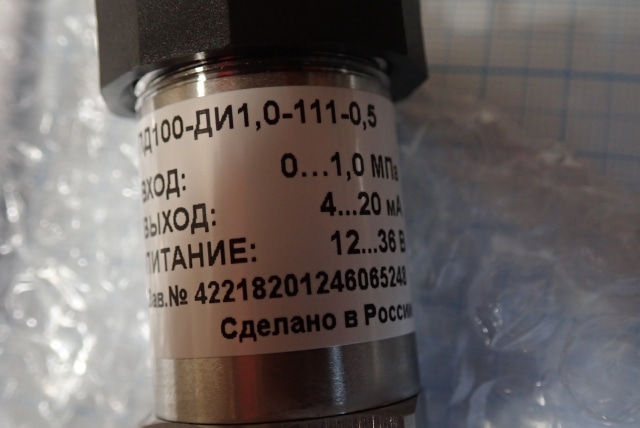 ПД100-ДИ1,0-111-0,5
ВХОД: 0...1,0 МПа
ВЫХОД: 4...20 мА
ПИТАНИЕ: 12...36 В
Зав.№ 42218201246065248
Сделано в России